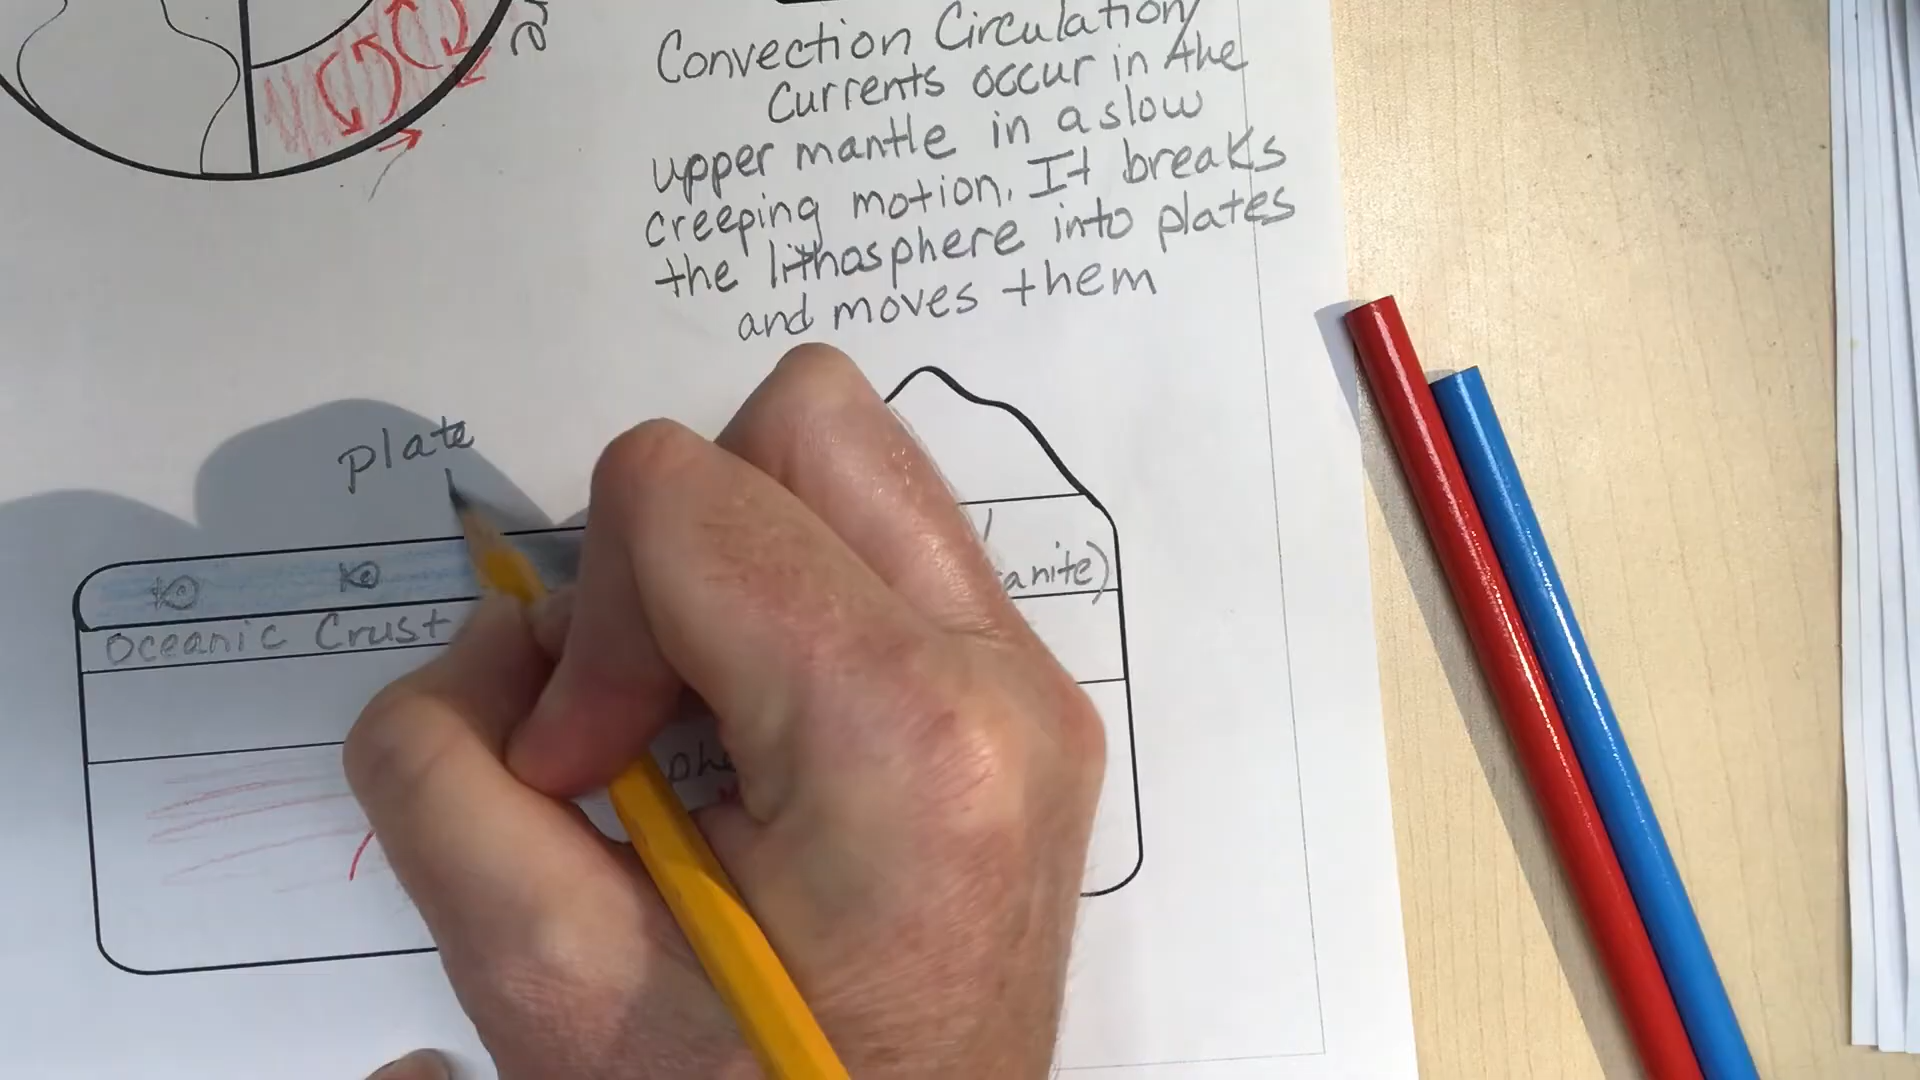 Convection Circulation
Currents occur in the
upper mantle in a slow
creeping motion. It breaks
the lithosphere into plates
and moves them
plate
anite)
Oceanic Crust